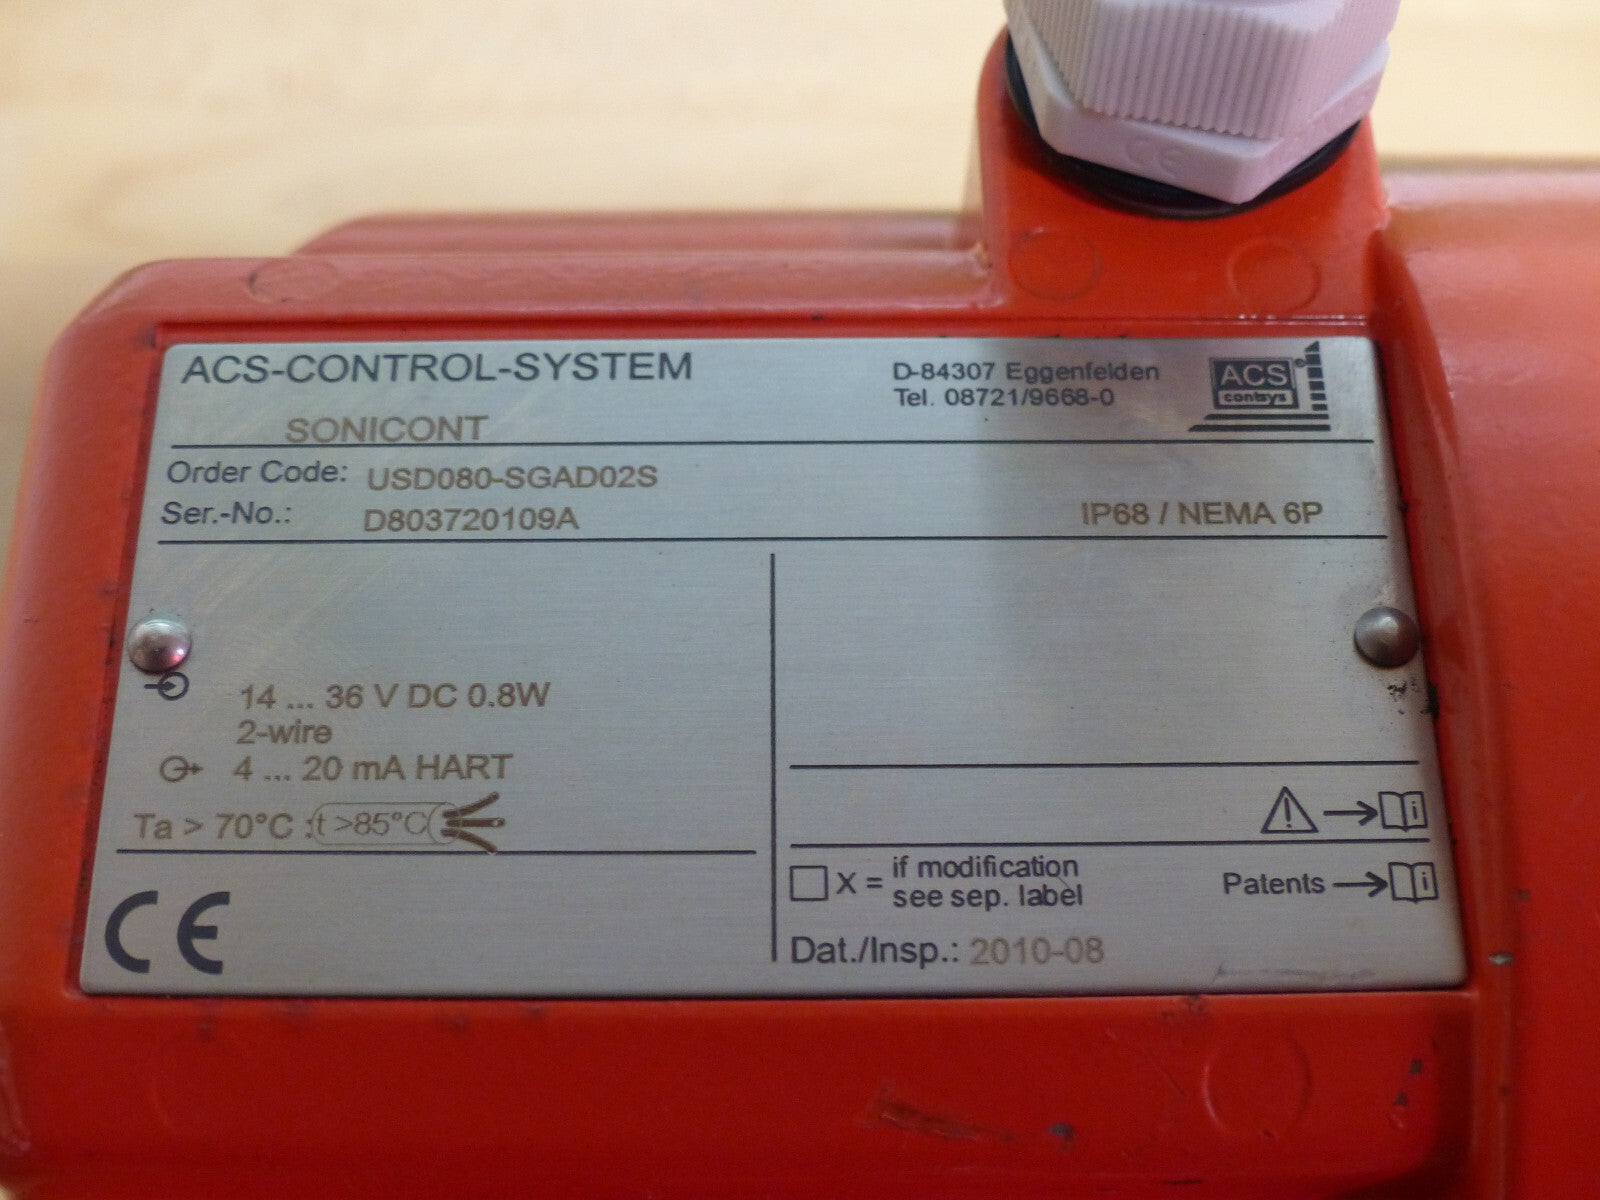 CE
ACS-CONTROL-SYSTEM
SONICONT
D-84307 Eggenfelden
Tel. 08721/9668-0
ACS®
contsys
Order Code: USD080-SGAD02S
Ser.-No.: D803720109A
IP68 / NEMA 6P
14 ... 36 V DC 0.8W
2-wire
4 ... 20 mA HART
Ta > 70°C : t >85°C
CE
i
X = if modification
see sep. label
Patents i
Dat./Insp.: 2010-08